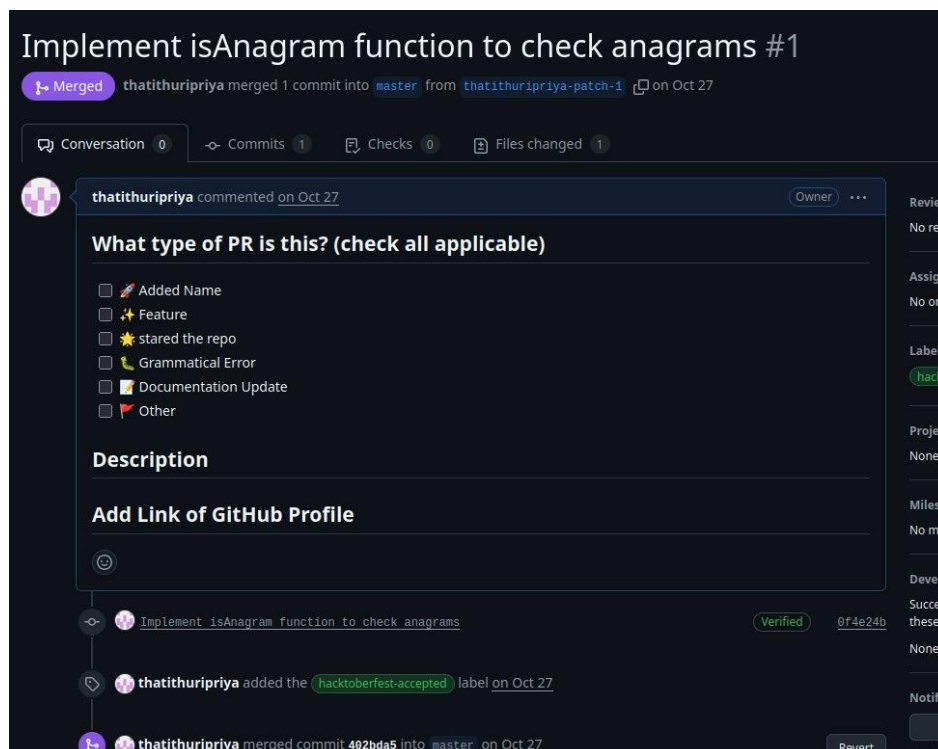 Implement isAnagram function to check anagrams #1
Merged thatithuripriya merged 1 commit into master from thatithuripriya-patch-1 on Oct 27
Conversation 0 Commits 1 Checks 0 Files changed 1
thatithuripriya commented on Oct 27 Owner ...
What type of PR is this? (check all applicable)
🚀 Added Name
✨ Feature
🌟 stared the repo
🐛 Grammatical Error
📝 Documentation Update
🚩 Other
Description
Add Link of GitHub Profile
Implement isAnagram function to check anagrams Verified 0f4e24b
thatithuripriya added the hacktoberfest-accepted label on Oct 27
thatithuripriya merged commit 402bda5 into master on Oct 27
Revert
Revie
No re
Assig
No o
Labe
hac
Proje
None
Miles
No m
Deve
Succe
these
None
Notif